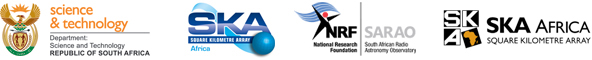 science
& technology
Department:
Science and Technology
REPUBLIC OF SOUTH AFRICA
SKA
SQUARE KILOMETRE ARRAY
Africa
NRF
National Research
Foundation
SARAO
South African Radio
Astronomy Observatory
SK
A
SKA AFRICA
SQUARE KILOMETRE ARRAY